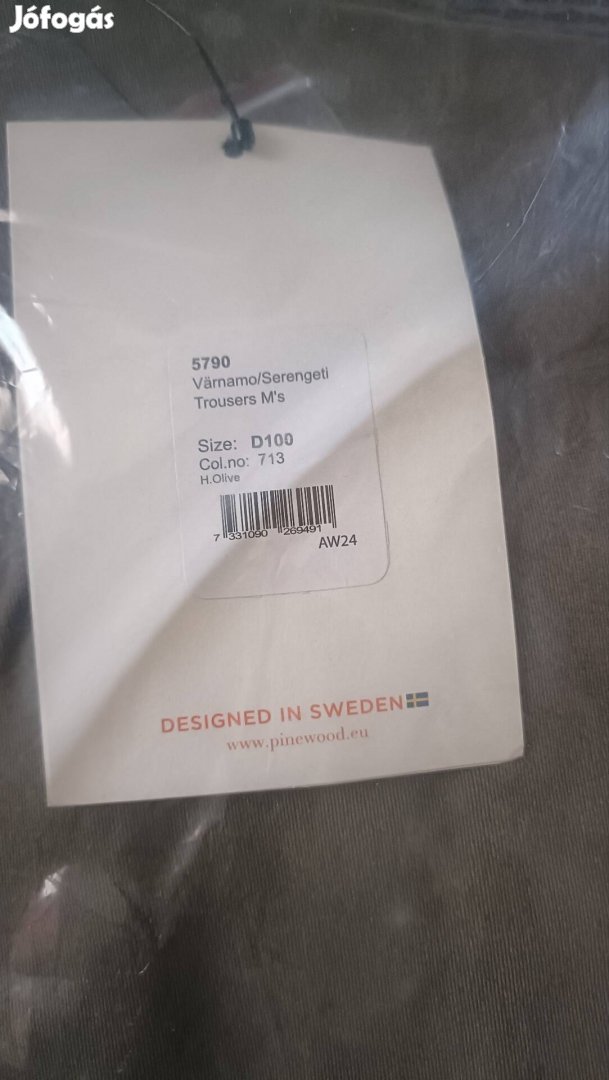 Jófogás
5790
Värnamo/Serengeti
Trousers M's
Size: D100
Col.no: 713
H.Olive
7 331090 269491
AW24
DESIGNED IN SWEDEN
www.pinewood.eu